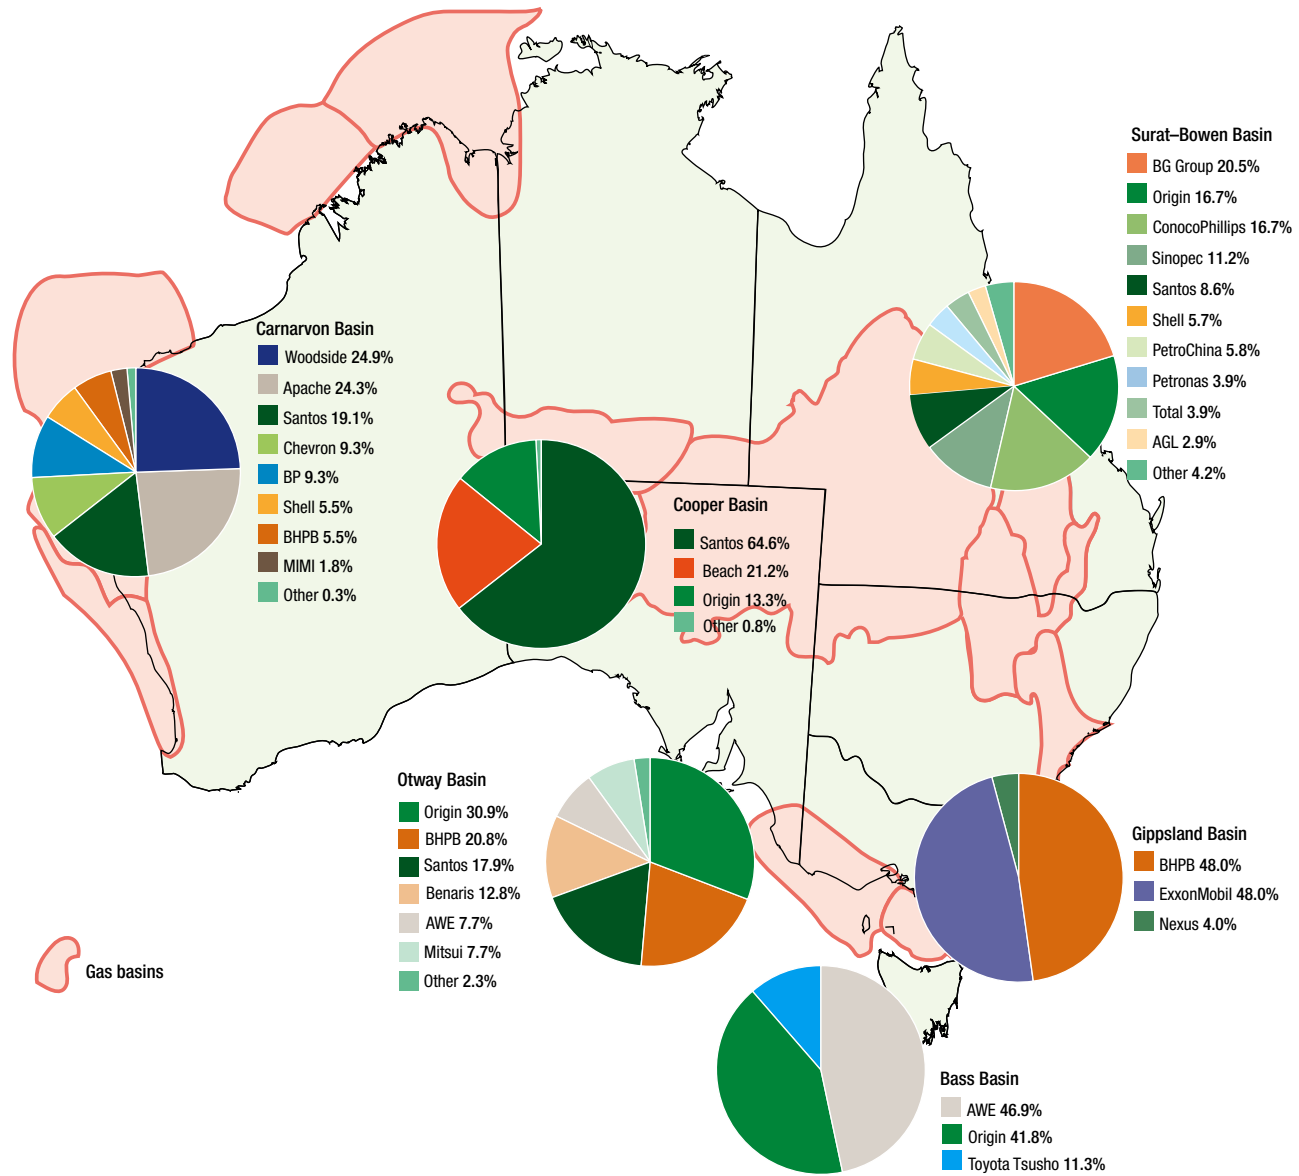 Surat–Bowen Basin
BG Group 20.5%
Origin 16.7%
ConocoPhillips 16.7%
Sinopec 11.2%
Santos 8.6%
Shell 5.7%
PetroChina 5.8%
Petronas 3.9%
Total 3.9%
AGL 2.9%
Other 4.2%
Carnarvon Basin
Woodside 24.9%
Apache 24.3%
Santos 19.1%
Chevron 9.3%
BP 9.3%
Shell 5.5%
BHPB 5.5%
MIMI 1.8%
Other 0.3%
Cooper Basin
Santos 64.6%
Beach 21.2%
Origin 13.3%
Other 0.8%
Otway Basin
Origin 30.9%
BHPB 20.8%
Santos 17.9%
Benaris 12.8%
AWE 7.7%
Mitsui 7.7%
Other 2.3%
Gippsland Basin
BHPB 48.0%
ExxonMobil 48.0%
Nexus 4.0%
Gas basins
Bass Basin
AWE 46.9%
Origin 41.8%
Toyota Tsusho 11.3%